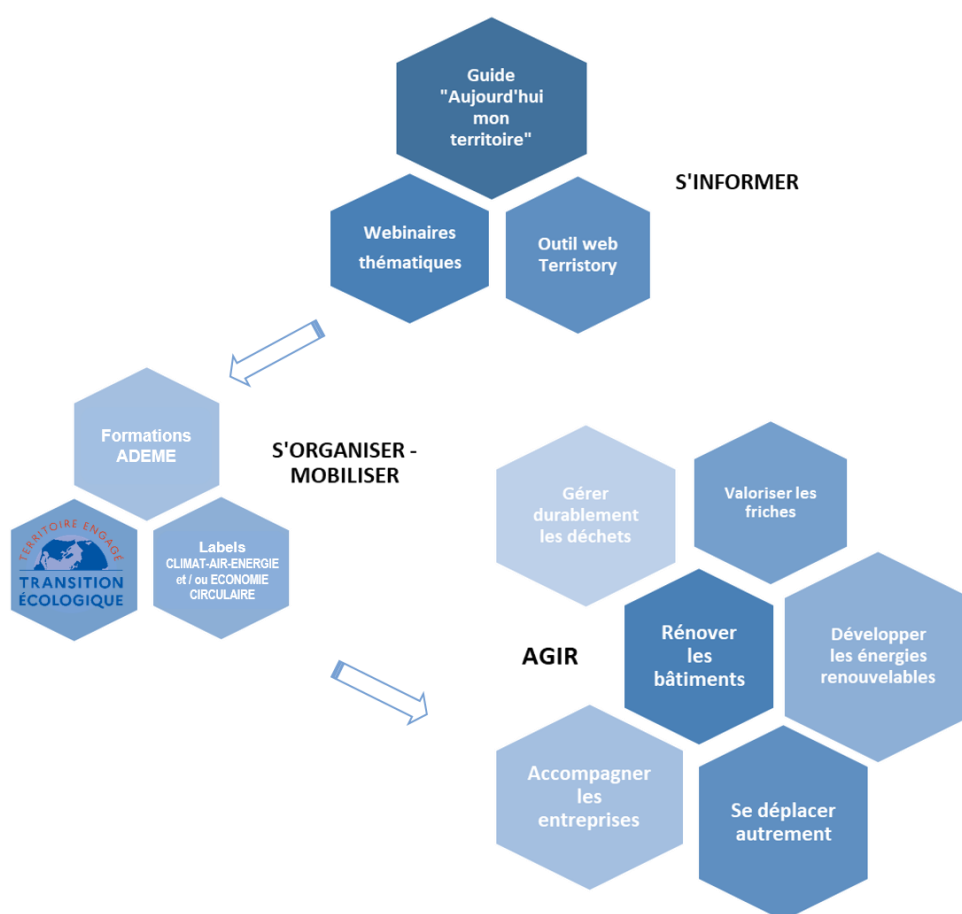 Guide
"Aujourd'hui
mon
territoire"
S'INFORMER
Webinaires
thématiques
Outil web
Terristory
Formations
ADEME
S'ORGANISER -
MOBILISER
TERRITOIRE ENGAGÉ
TRANSITION
ÉCOLOGIQUE
Labels
CLIMAT-AIR-ENERGIE
et / ou ECONOMIE
CIRCULAIRE
Gérer
durablement
les déchets
Valoriser les
friches
AGIR
Rénover
les
bâtiments
Développer
les énergies
renouvelables
Accompagner
les
entreprises
Se déplacer
autrement